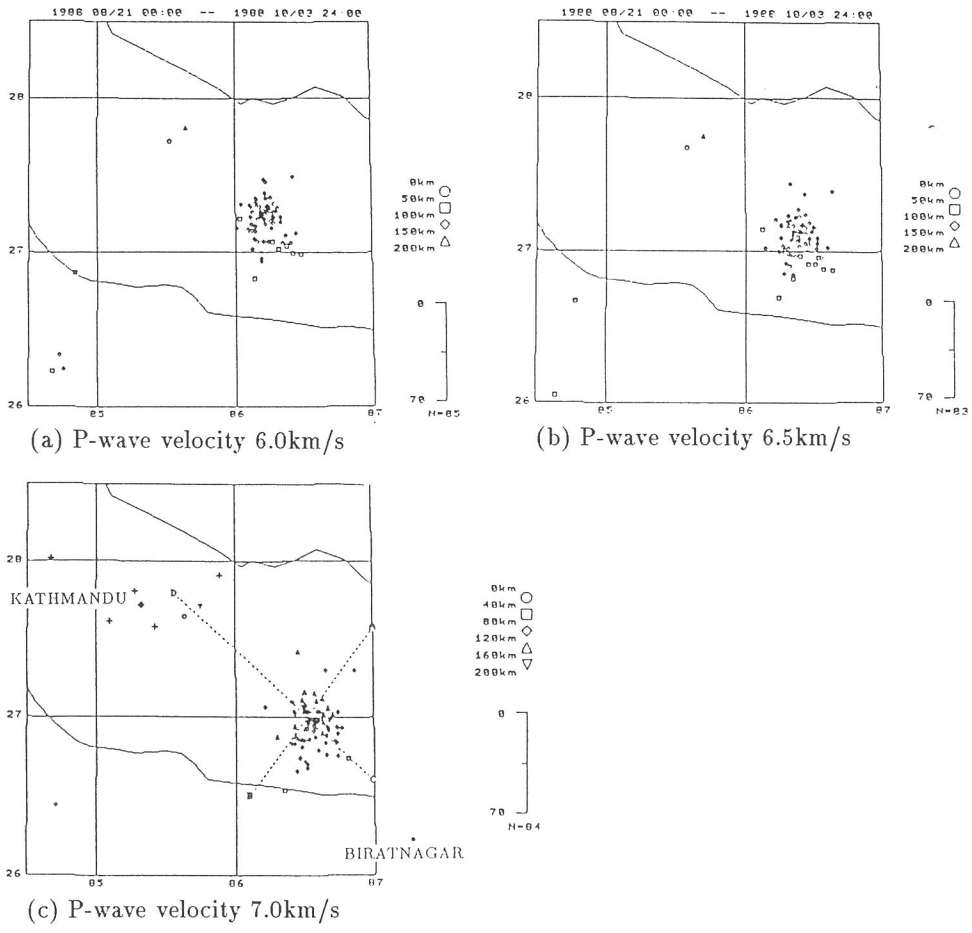 1988 08/21 00:00 -- 1988 10/03 24:00
28
27
26
85
86
87
0km
50km
100km
150km
200km
0
70
N=85
(a) P-wave velocity 6.0km/s
1988 08/21 00:00 -- 1988 10/03 24:00
28
27
26
85
86
87
0km
50km
100km
150km
200km
0
70
N=83
(b) P-wave velocity 6.5km/s
28
KATHMANDU
D
A
27
B
C
BIRATNAGAR
26
85
86
87
0km
40km
80km
120km
160km
200km
0
70
N=84
(c) P-wave velocity 7.0km/s